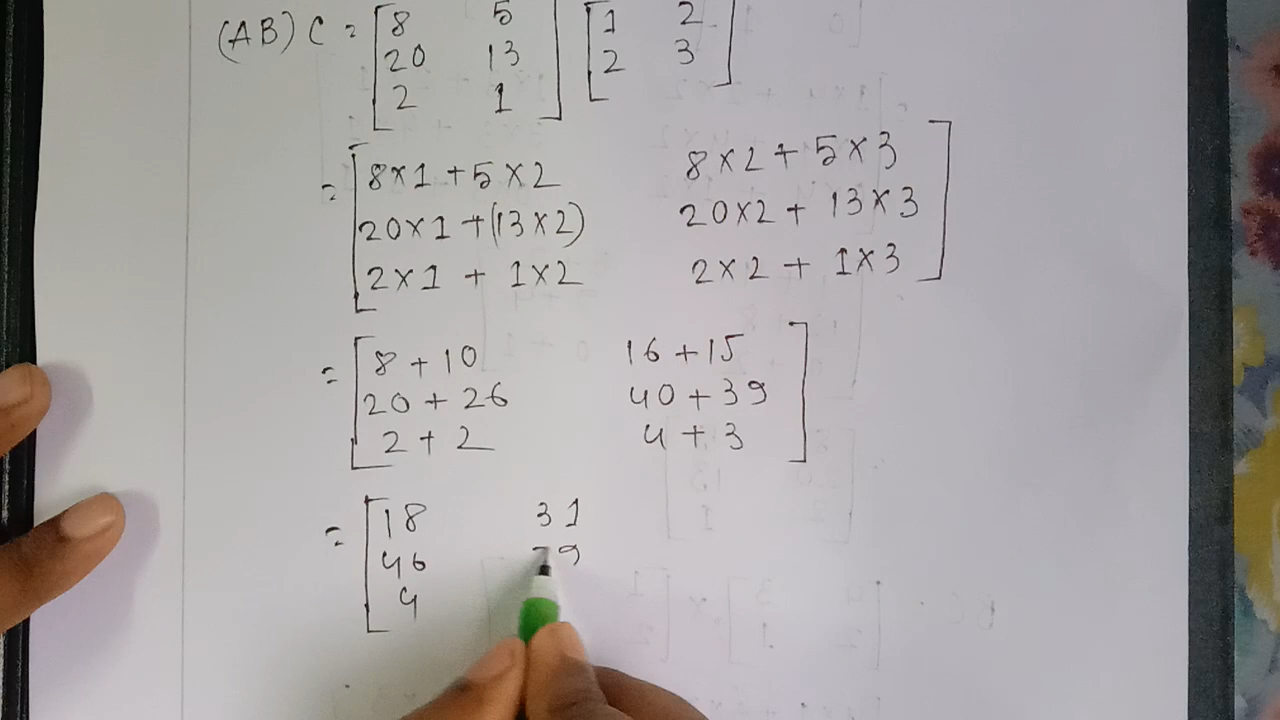 (AB) C = [ 8 5 ] [ 1 2 ]
20 13 2 3
2 1
= [ 8×1 + 5×2 8×2 + 5×3 ]
20×1 + (13×2) 20×2 + 13×3
2×1 + 1×2 2×2 + 1×3
= [ 8 + 10 16 + 15 ]
20 + 26 40 + 39
2 + 2 4 + 3
= [ 18 31
46 79
4